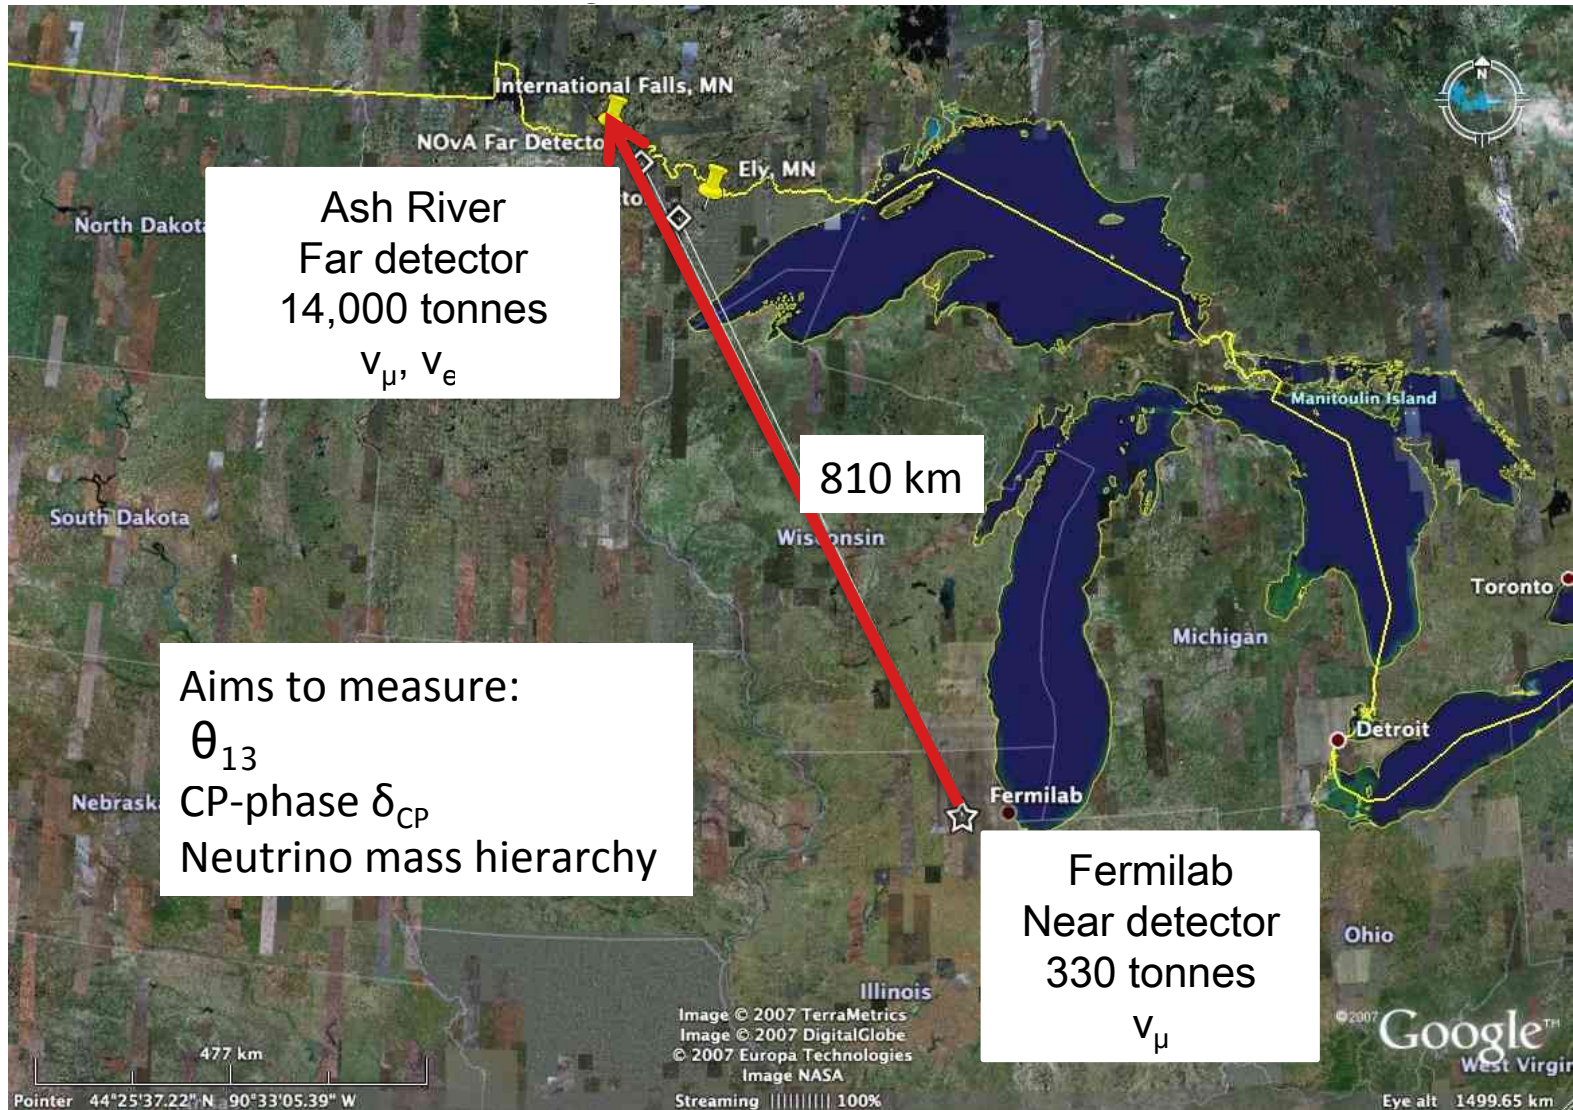 International Falls, MN
NOvA Far Detecto
Ely, MN
cto
North Dakota
Ash River
Far detector
14,000 tonnes
νμ, νe
Manitoulin Island
810 km
South Dakota
Wisconsin
Toronto
Michigan
Aims to measure:
θ13
CP-phase δCP
Neutrino mass hierarchy
Detroit
Nebraska
Fermilab
Fermilab
Near detector
330 tonnes
νμ
Ohio
Illinois
Image © 2007 TerraMetrics
Image © 2007 DigitalGlobe
© 2007 Europa Technologies
Image NASA
©2007 Google™
477 km
West Virgin
Pointer 44°25'37.22" N 90°33'05.39" W
Streaming |||||||||| 100%
Eye alt 1499.65 km